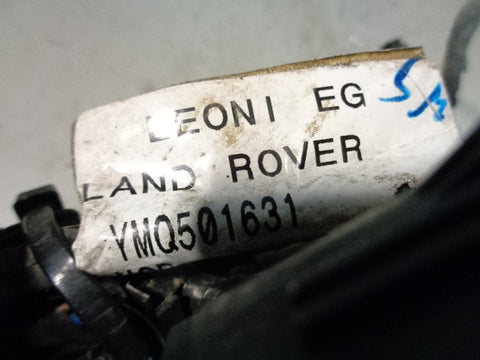 LEONI EG
LAND ROVER
YMQ501631